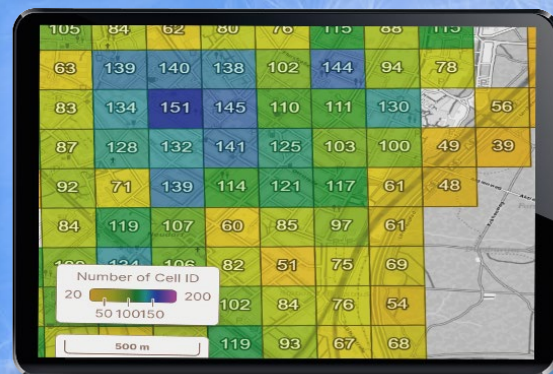 105 84 62 80 76 115 88 115
63 139 140 138 102 144 94 78
83 134 151 145 110 111 130 56
87 128 132 141 125 103 100 49 39
92 71 139 114 121 117 61 48
84 119 107 60 85 97 61
134 106 82 51 75 69
Number of Cell ID
20 200
50 100 150
102 84 76 54
500 m
119 93 67 68